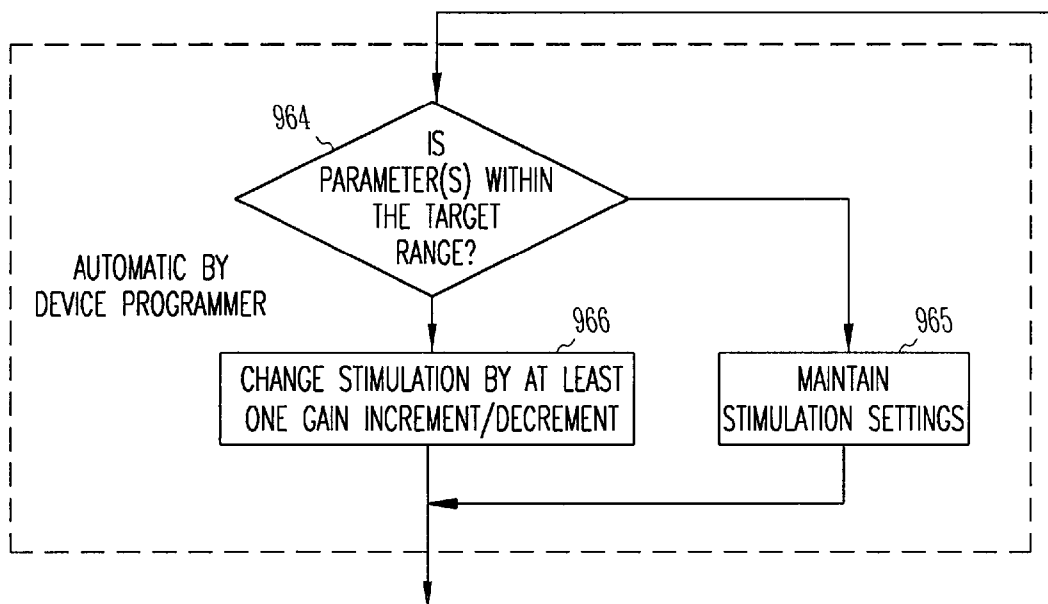 964
IS
PARAMETER(S) WITHIN
THE TARGET
RANGE?
AUTOMATIC BY
DEVICE PROGRAMMER
966
CHANGE STIMULATION BY AT LEAST
ONE GAIN INCREMENT/DECREMENT
965
MAINTAIN
STIMULATION SETTINGS